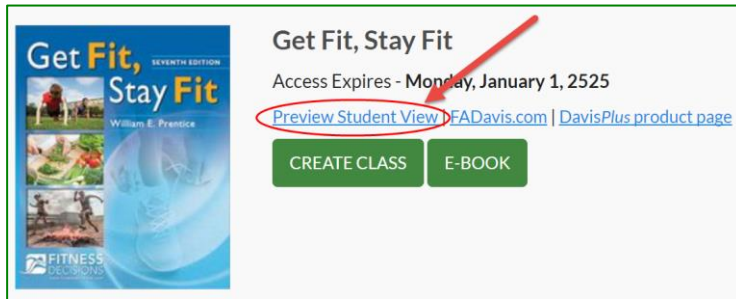 Get Fit,
SEVENTH EDITION
Stay Fit
William E. Prentice
FITNESS
DECISIONS
Get Fit, Stay Fit
Access Expires - Monday, January 1, 2525
Preview Student View | FADavis.com | DavisPlus product page
CREATE CLASS E-BOOK